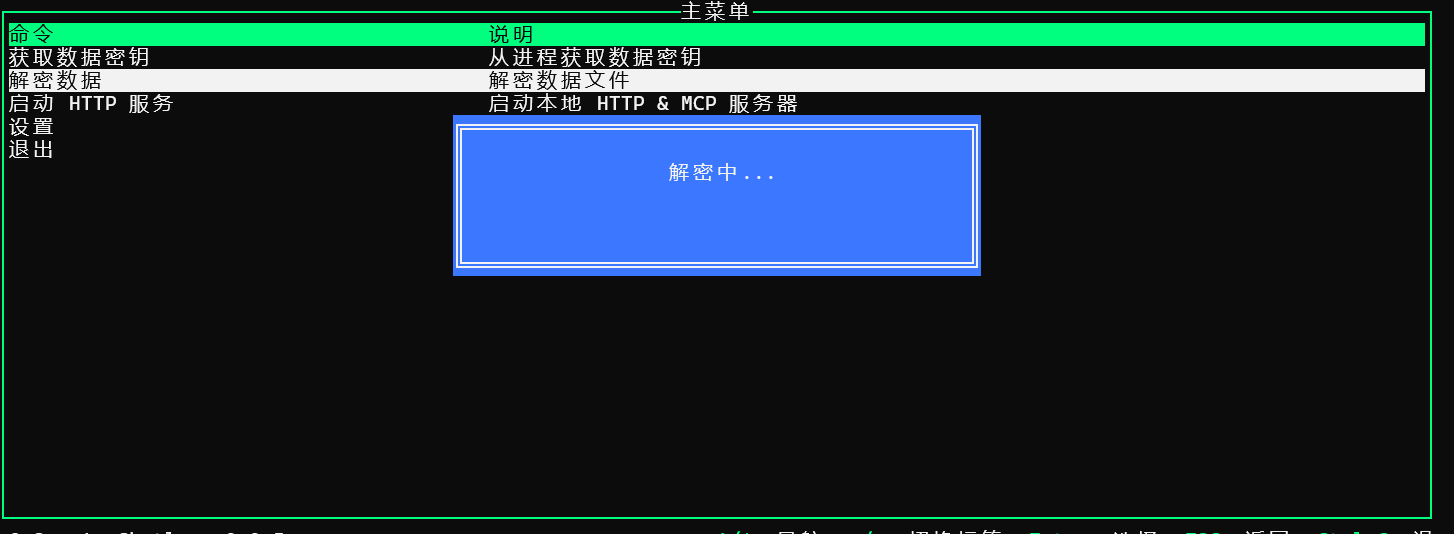 主菜单
命令 说明
获取数据密钥 从进程获取数据密钥
解密数据 解密数据文件
启动 HTTP 服务 启动本地 HTTP & MCP 服务器
设置
退出
解密中...